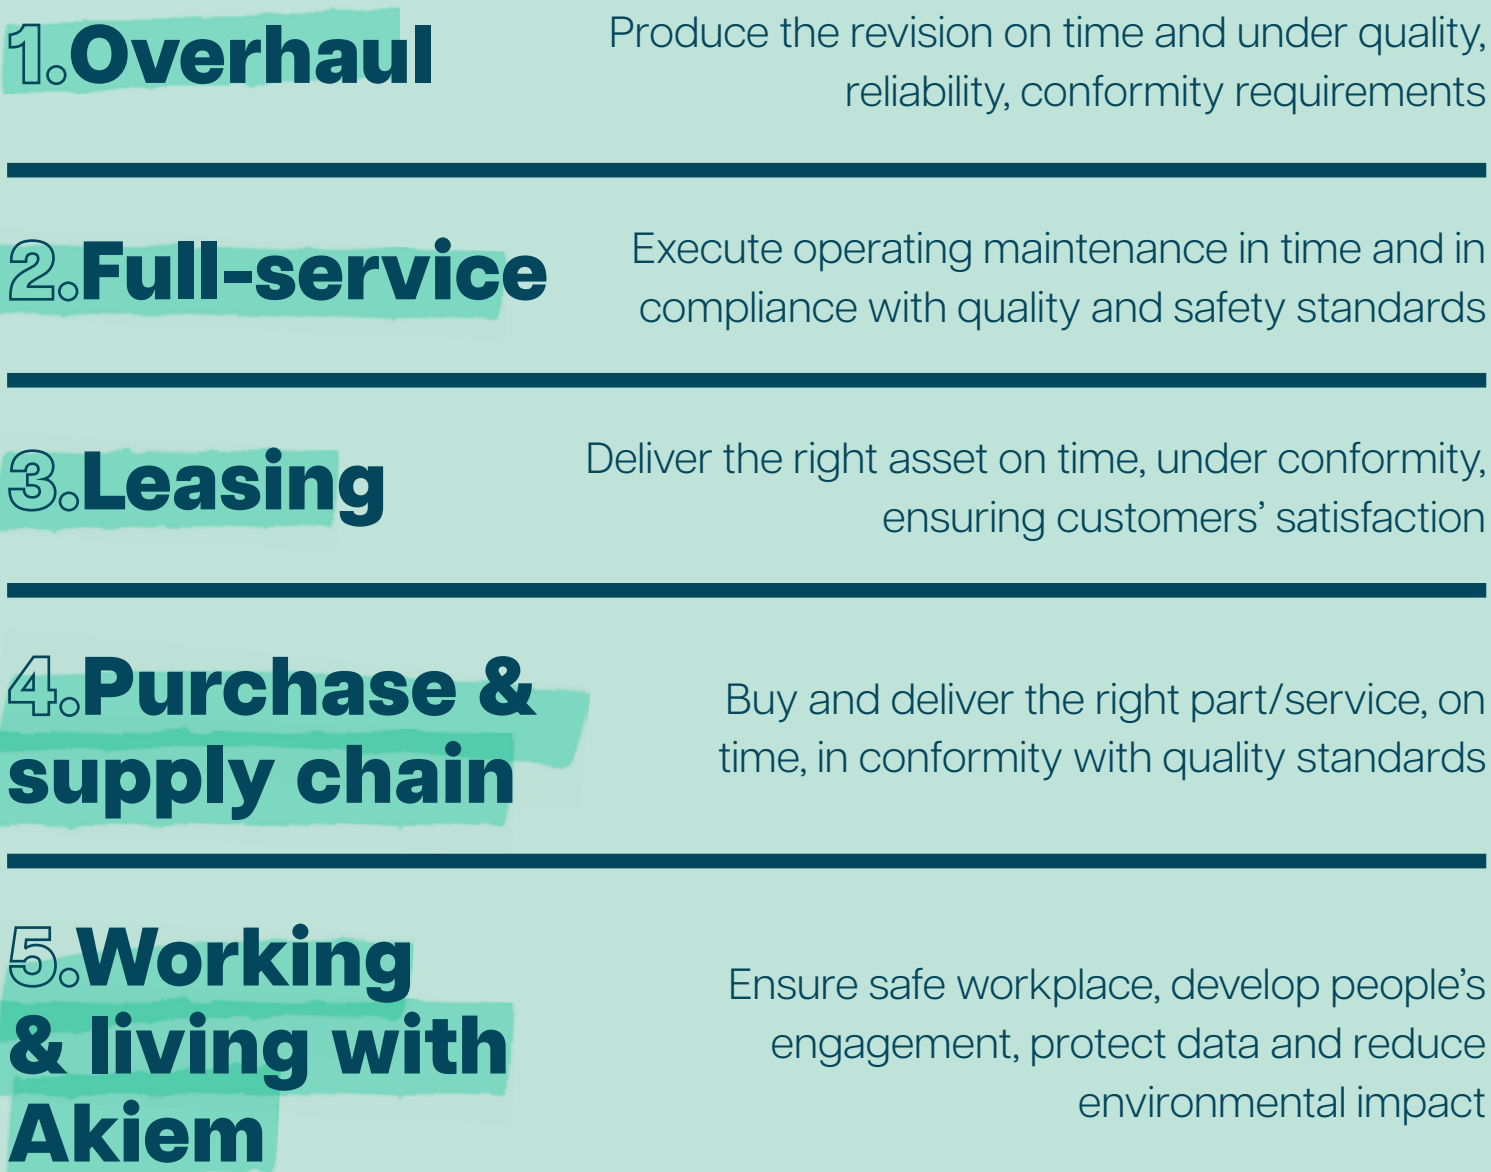 1.Overhaul
Produce the revision on time and under quality,
reliability, conformity requirements
2.Full-service
Execute operating maintenance in time and in
compliance with quality and safety standards
3.Leasing
Deliver the right asset on time, under conformity,
ensuring customers’ satisfaction
4.Purchase &
supply chain
Buy and deliver the right part/service, on
time, in conformity with quality standards
5.Working
& living with
Akiem
Ensure safe workplace, develop people’s
engagement, protect data and reduce
environmental impact